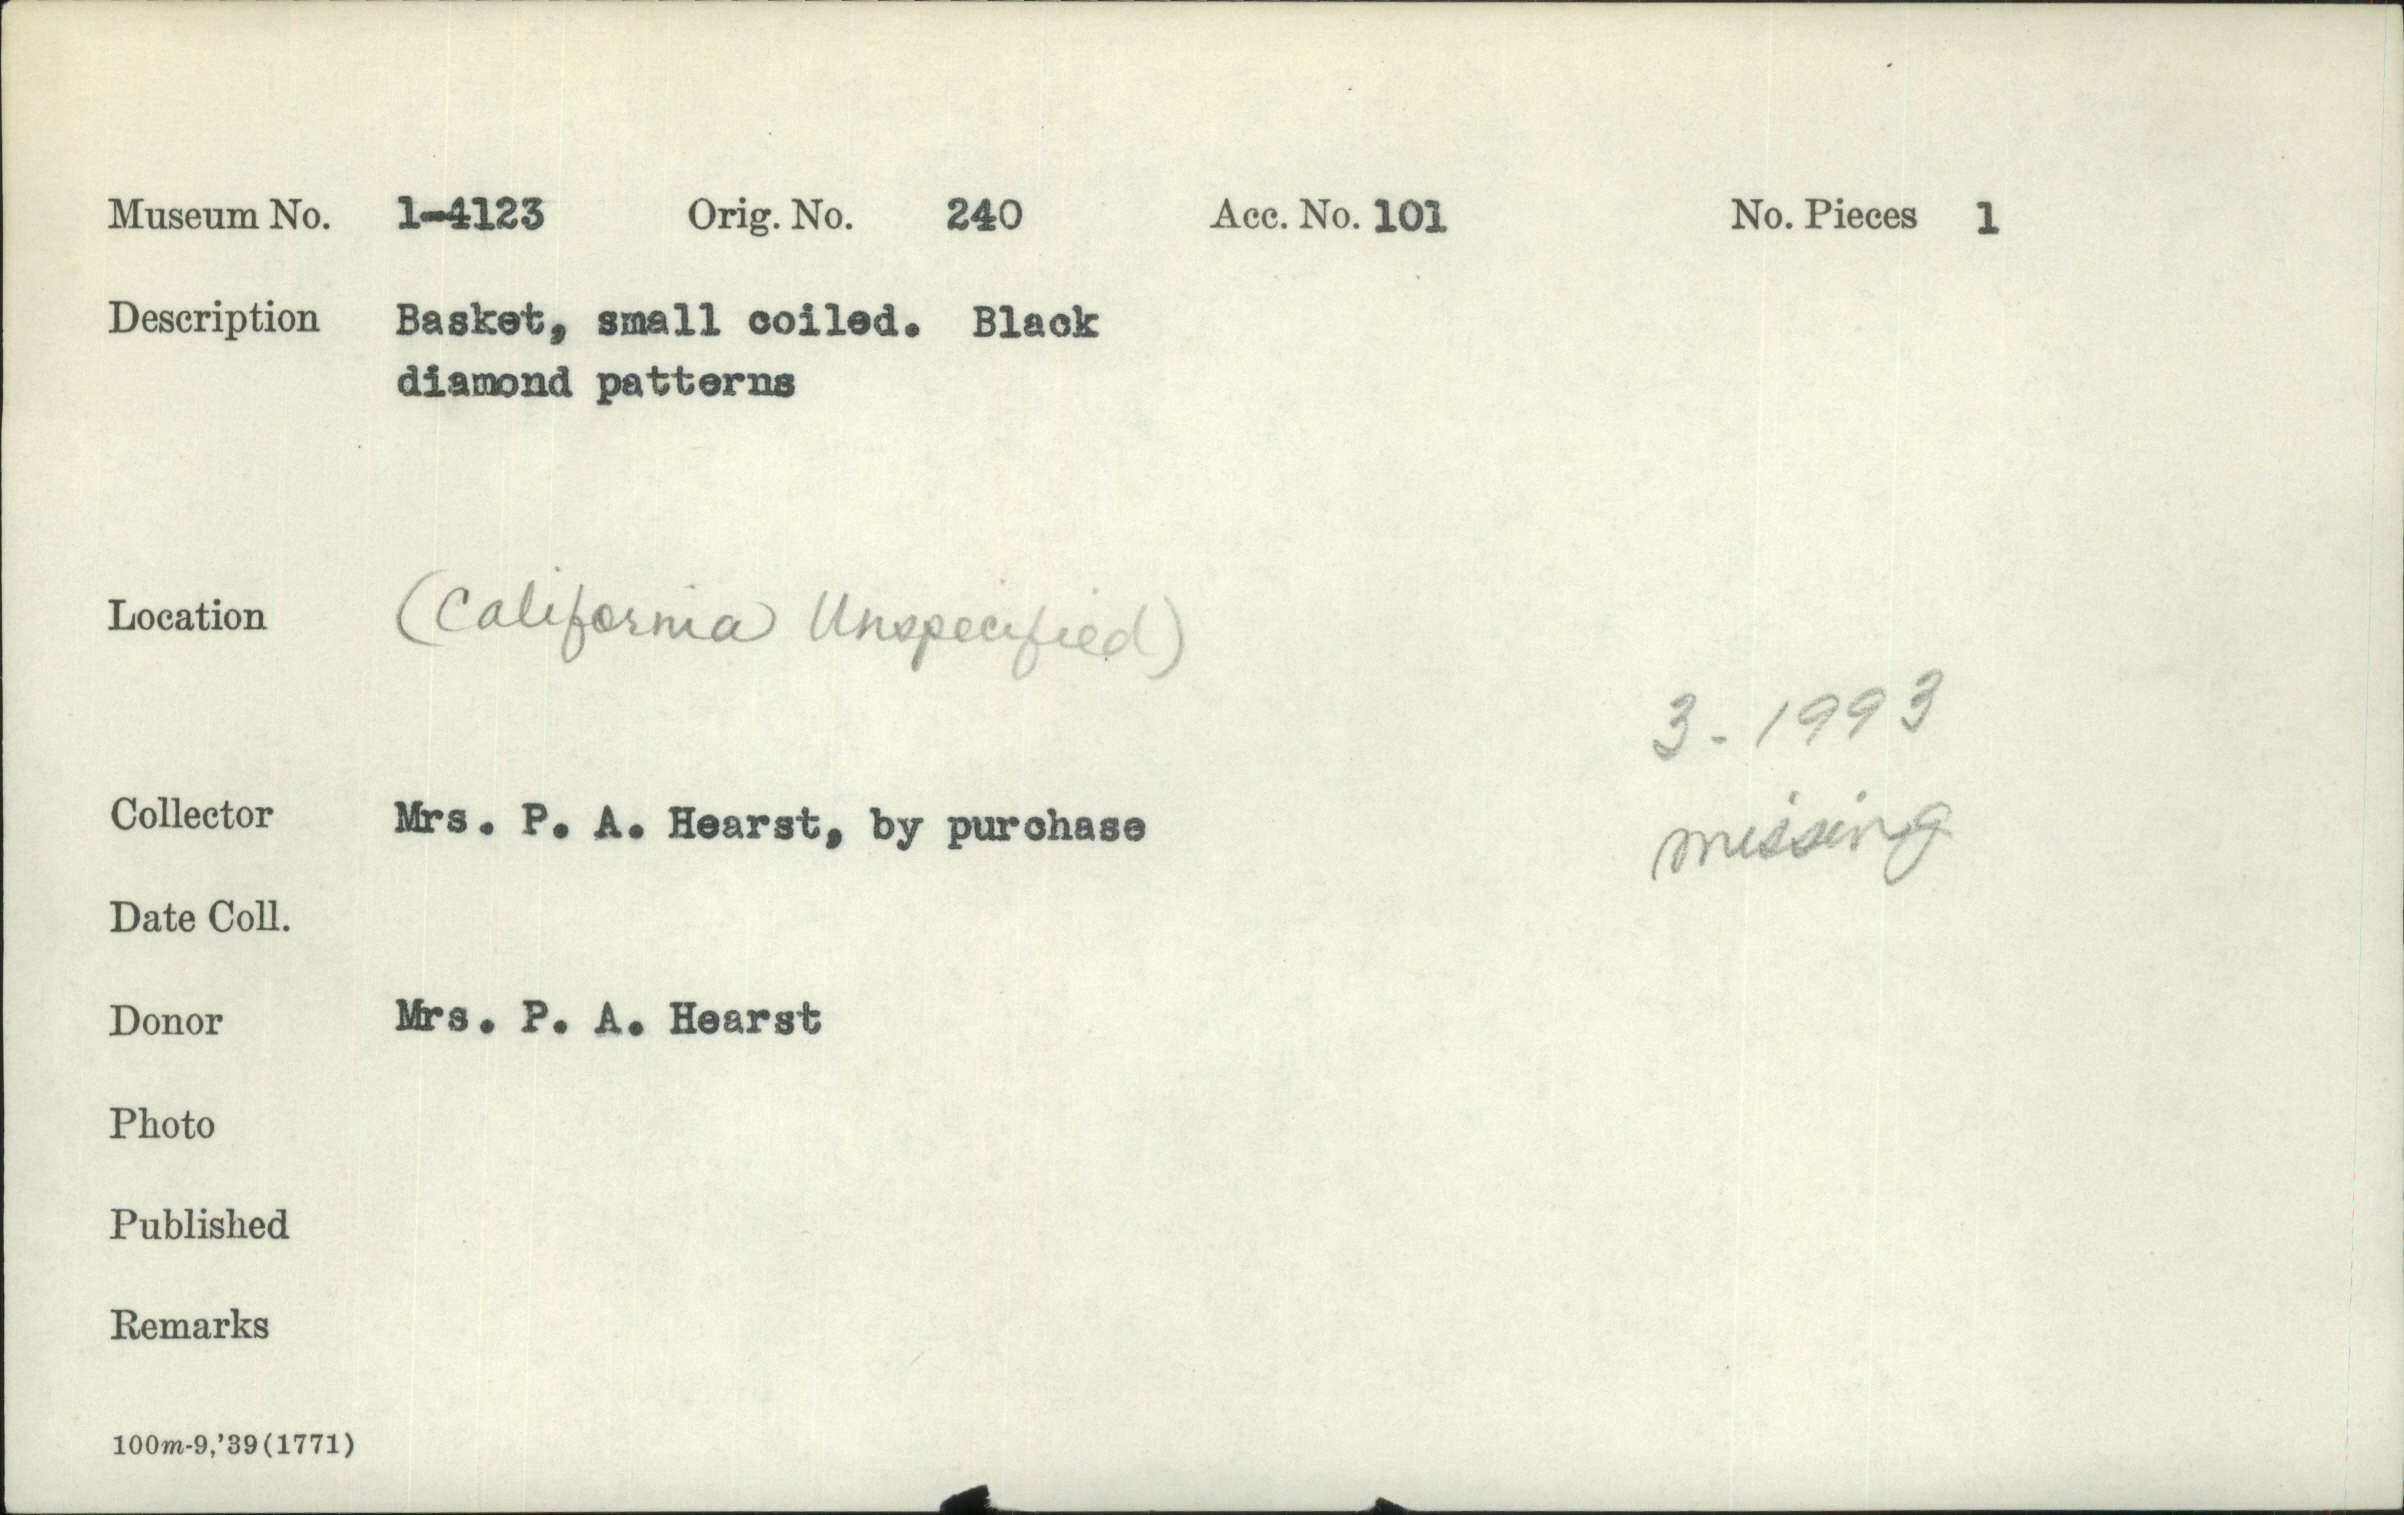 Museum No. 1-4123 Orig. No. 240 Acc. No. 101 No. Pieces 1
Description Basket, small coiled. Black
diamond patterns
Location (California Unspecified)
3-1993
missing
Collector Mrs. P. A. Hearst, by purchase
Date Coll.
Donor Mrs. P. A. Hearst
Photo
Published
Remarks
100m-9,'39(1771)